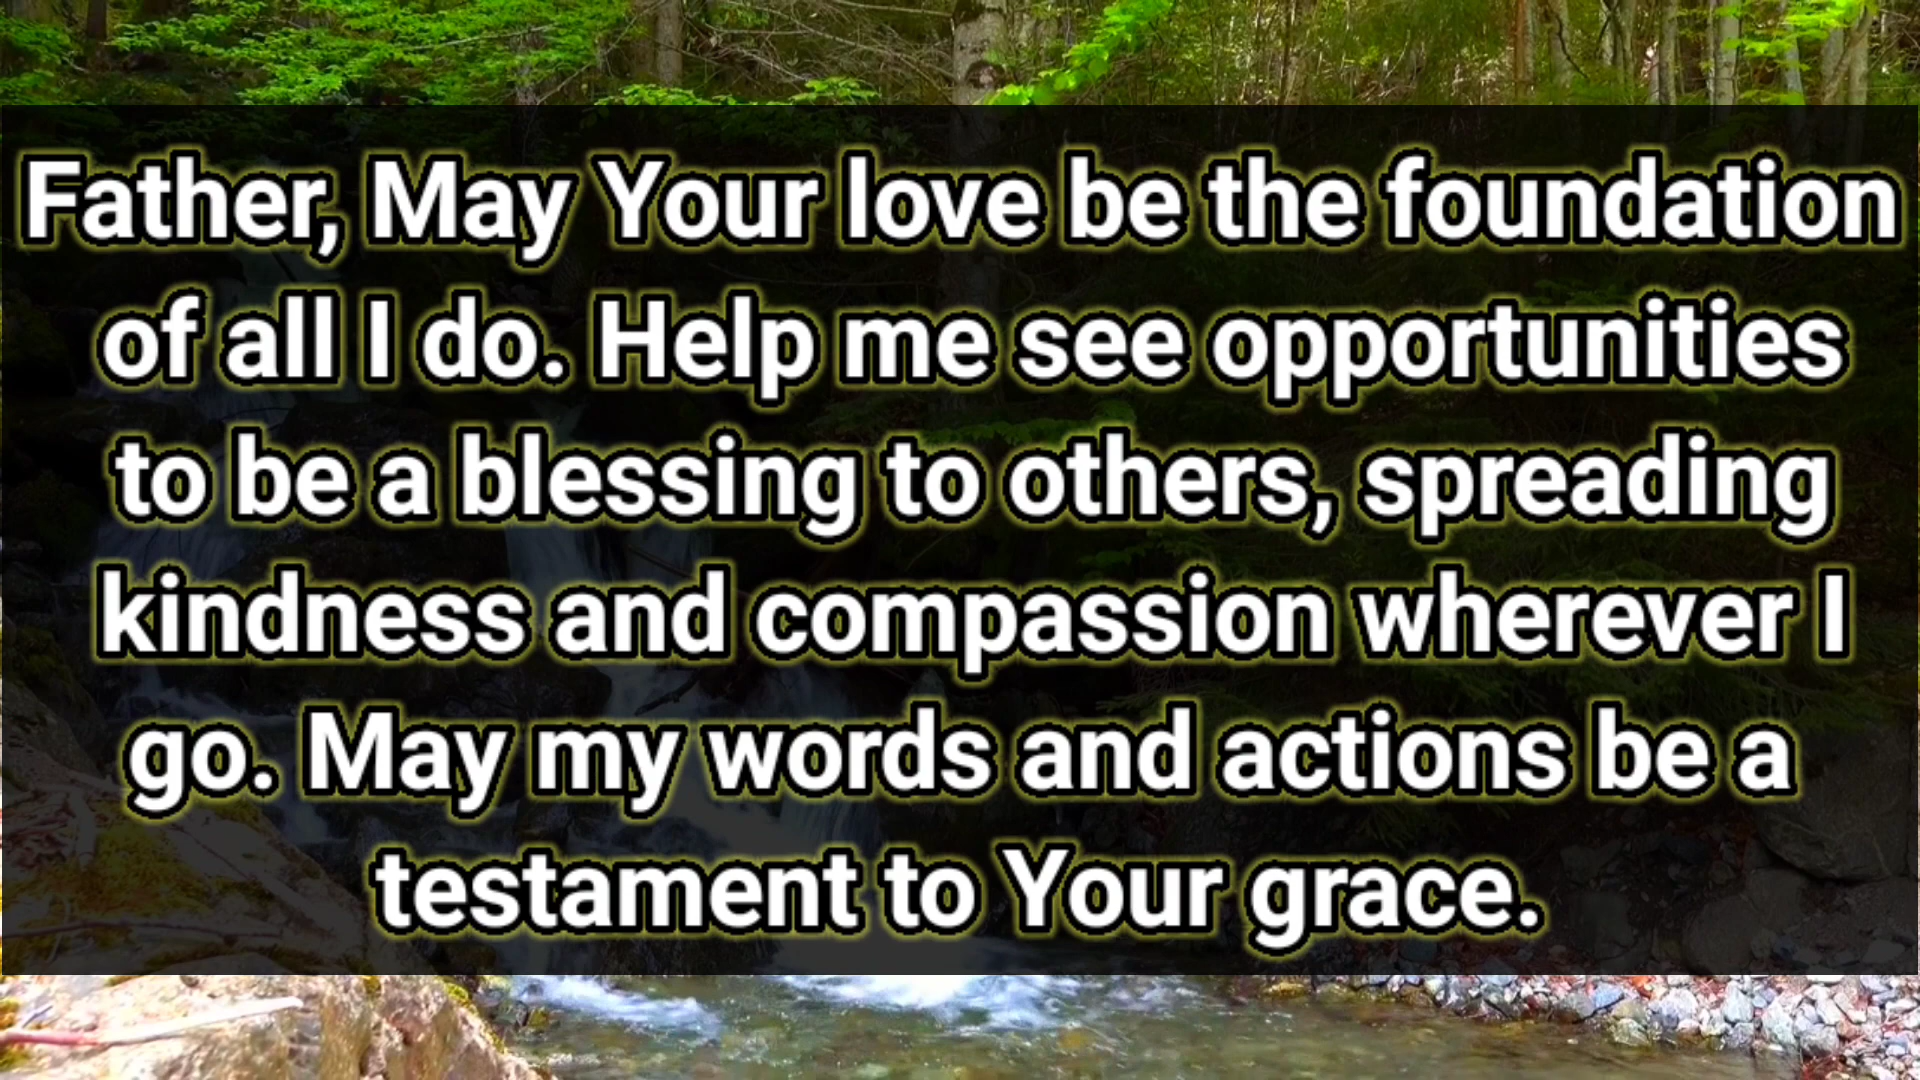 Father, May Your love be the foundation
of all I do. Help me see opportunities
to be a blessing to others, spreading
kindness and compassion wherever I
go. May my words and actions be a
testament to Your grace.